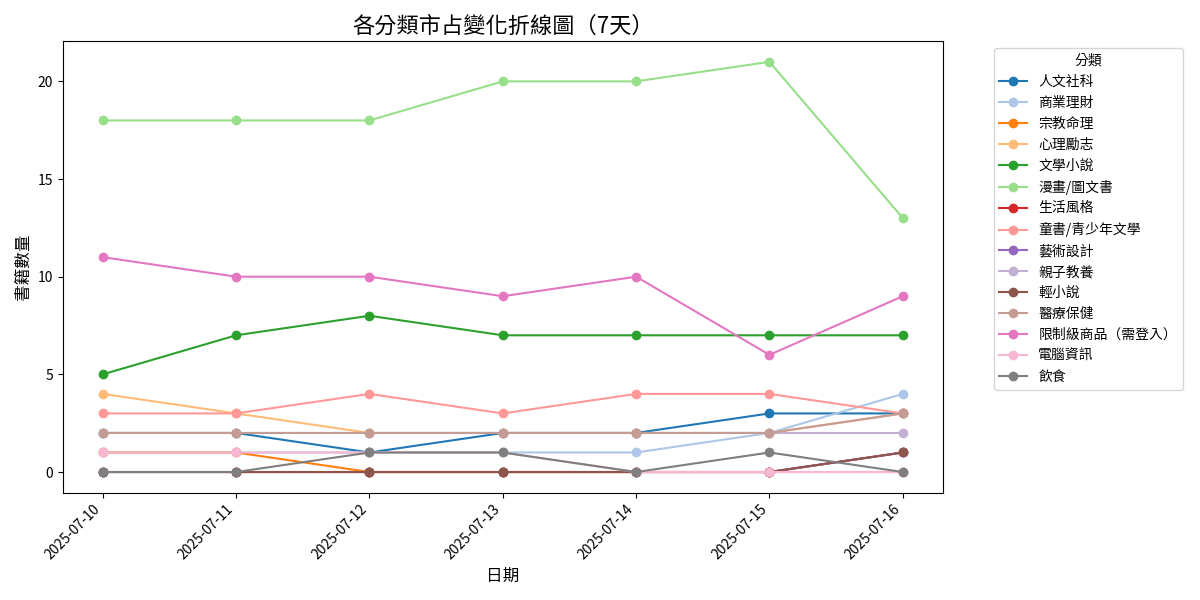 各分類市占變化折線圖（7天）
書籍數量
20
15
10
5
0
2025-07-10
2025-07-11
2025-07-12
2025-07-13
2025-07-14
2025-07-15
2025-07-16
日期
分類
人文社科
商業理財
宗教命理
心理勵志
文學小說
漫畫/圖文書
生活風格
童書/青少年文學
藝術設計
親子教養
輕小說
醫療保健
限制級商品（需登入）
電腦資訊
飲食